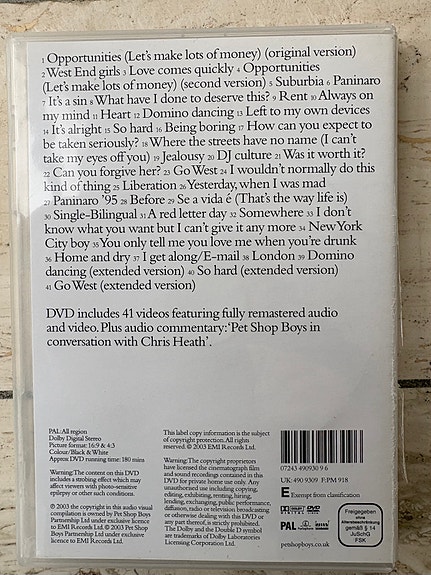 1 Opportunities (Let's make lots of money) (original version)
2 West End girls 3 Love comes quickly 4 Opportunities
(Let's make lots of money) (second version) 5 Suburbia 6 Paninaro
7 It's a sin 8 What have I done to deserve this? 9 Rent 10 Always on
my mind 11 Heart 12 Domino dancing 13 Left to my own devices
14 It's alright 15 So hard 16 Being boring 17 How can you expect to
be taken seriously? 18 Where the streets have no name (I can't
take my eyes off you) 19 Jealousy 20 DJ culture 21 Was it worth it?
22 Can you forgive her? 23 Go West 24 I wouldn't normally do this
kind of thing 25 Liberation 26 Yesterday, when I was mad
27 Paninaro '95 28 Before 29 Se a vida é (That's the way life is)
30 Single-Bilingual 31 A red letter day 32 Somewhere 33 I don't
know what you want but I can't give it any more 34 New York
City boy 35 You only tell me you love me when you're drunk
36 Home and dry 37 I get along/E-mail 38 London 39 Domino
dancing (extended version) 40 So hard (extended version)
41 Go West (extended version)
DVD includes 41 videos featuring fully remastered audio
and video. Plus audio commentary: 'Pet Shop Boys in
conversation with Chris Heath'.
PAL: All region
Dolby Digital Stereo
Picture format: 16:9 & 4:3
Colour/Black & White
Approx DVD running time: 180 mins
Warning: The content on this DVD
includes a strobing effect which may
affect viewers with photo-sensitive
epilepsy or other such conditions.
℗ 2003 the copyright in this audio visual
compilation is owned by Pet Shop Boys
Partnership Ltd under exclusive licence
to EMI Records Ltd. © 2003 Pet Shop
Boys Partnership Ltd under exclusive
licence to EMI Records Ltd.
This label copy information is the subject
of copyright protection. All rights
reserved. © 2003 EMI Records Ltd.
Warning: The copyright proprietors
have licensed the cinematograph film
and sound recordings contained in this
DVD for private home use only. Any
unauthorised use including copying,
editing, exhibiting, renting, hiring,
lending, exchanging, public performance,
diffusion, radio or television broadcasting
or otherwise dealing with this DVD or
any part thereof, is strictly prohibited.
The Dolby and the Double D symbol
are trademarks of Dolby Laboratories
Licensing Corporation Ltd.
07243 490930 9 6
UK: 490 9309 F: PM 918
E Exempt from classification
PAL
petshopboys.co.uk
Freigegeben
ohne
Altersbeschränkung
gemäß § 14
JuSchG
FSK